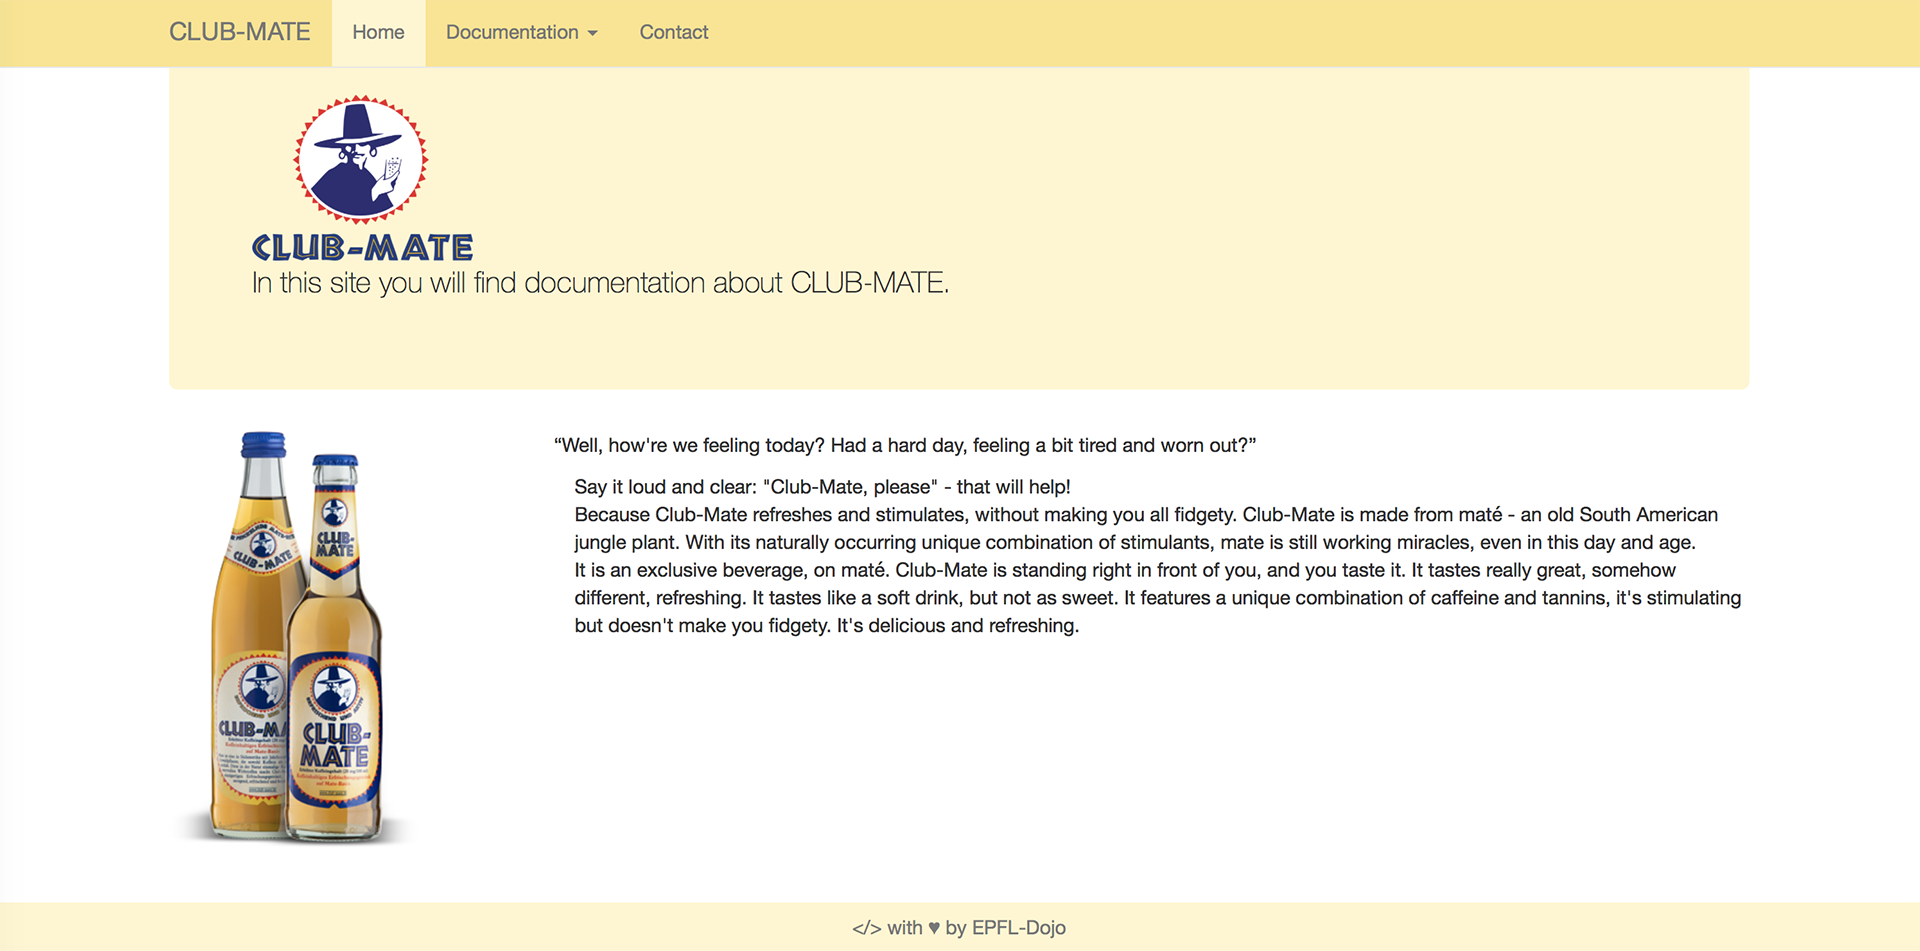 CLUB-MATE Home Documentation Contact
CLUB-MATE
In this site you will find documentation about CLUB-MATE.
“Well, how're we feeling today? Had a hard day, feeling a bit tired and worn out?”
Say it loud and clear: "Club-Mate, please" - that will help!
Because Club-Mate refreshes and stimulates, without making you all fidgety. Club-Mate is made from maté - an old South American
jungle plant. With its naturally occurring unique combination of stimulants, mate is still working miracles, even in this day and age.
It is an exclusive beverage, on maté. Club-Mate is standing right in front of you, and you taste it. It tastes really great, somehow
different, refreshing. It tastes like a soft drink, but not as sweet. It features a unique combination of caffeine and tannins, it's stimulating
but doesn't make you fidgety. It's delicious and refreshing.
CLUB-MATE
CLUB-
MATE
CLUB-MA
CLUB-
MATE
</> with ♥ by EPFL-Dojo